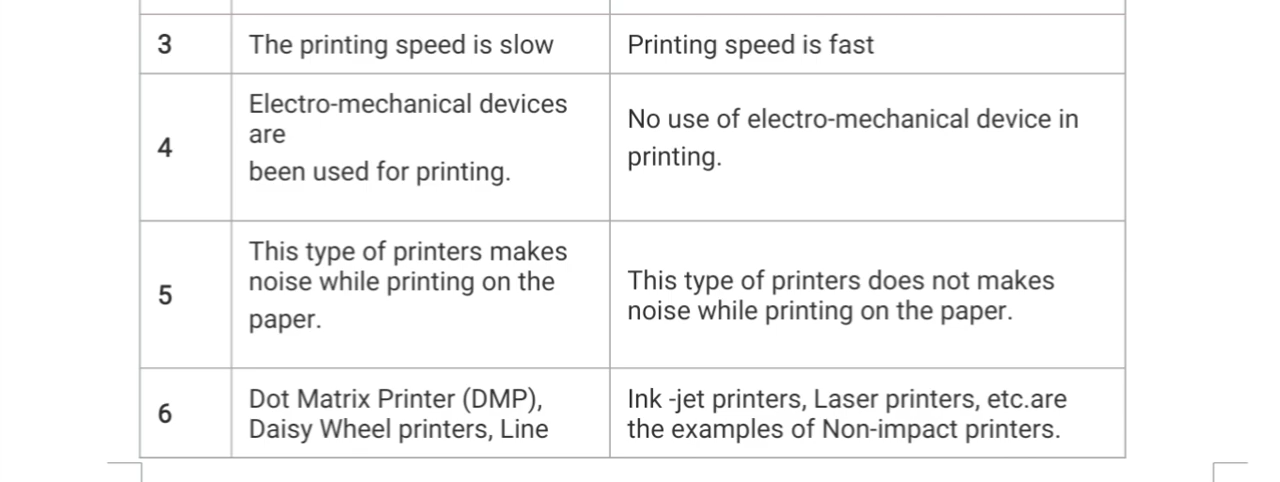 3
The printing speed is slow
Printing speed is fast
4
Electro-mechanical devices
are
been used for printing.
No use of electro-mechanical device in
printing.
5
This type of printers makes
noise while printing on the
paper.
This type of printers does not makes
noise while printing on the paper.
6
Dot Matrix Printer (DMP),
Daisy Wheel printers, Line
Ink -jet printers, Laser printers, etc.are
the examples of Non-impact printers.